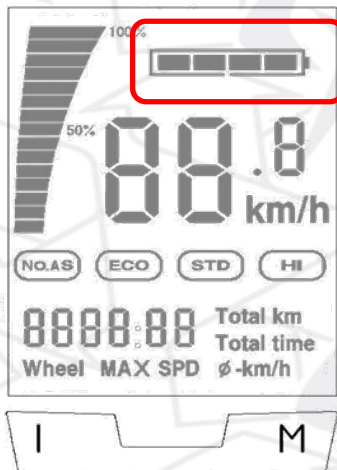 100%
50%
88.8
km/h
NO.AS ECO STD HI
8888:88 Total km
Total time
Wheel MAX SPD ø-km/h
I M